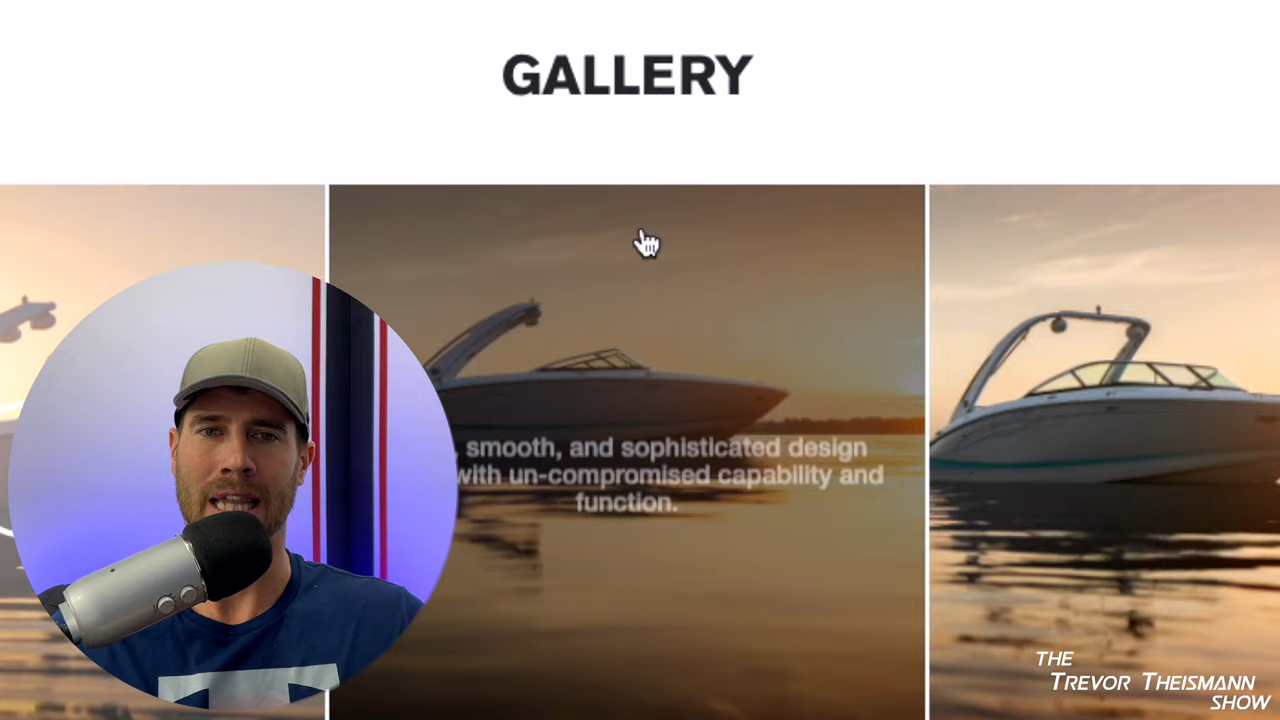 GALLERY
, smooth, and sophisticated design
with un-compromised capability and
function.
THE
TREVOR THEISMANN
SHOW